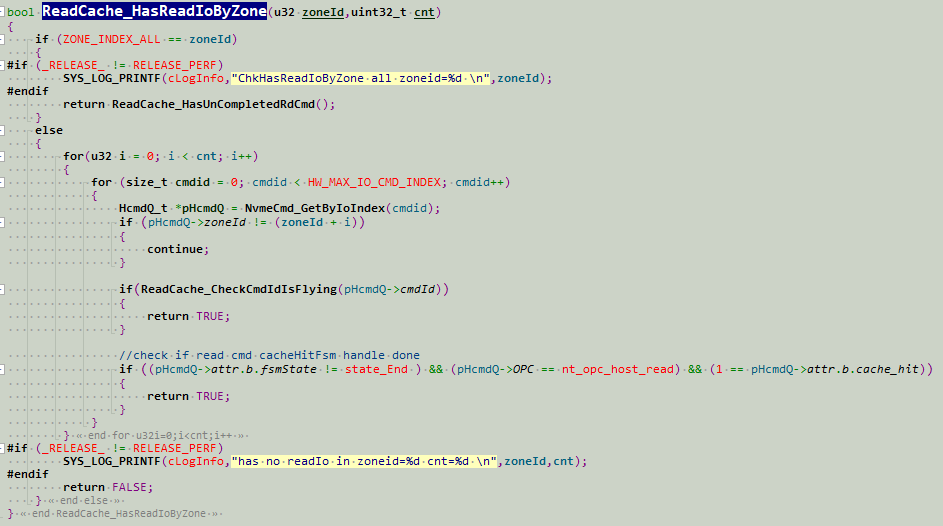 bool ReadCache_HasReadIoByZone(u32 zoneId,uint32_t cnt)
{
if (ZONE_INDEX_ALL == zoneId)
{
#if (_RELEASE_ != RELEASE_PERF)
SYS_LOG_PRINTF(cLogInfo,"ChkHasReadIoByZone all zoneid=%d \n",zoneId);
#endif
return ReadCache_HasUnCompletedRdCmd();
}
else
{
for(u32 i = 0; i < cnt; i++)
{
for (size_t cmdid = 0; cmdid < HW_MAX_IO_CMD_INDEX; cmdid++)
{
HcmdQ_t *pHcmdQ = NvmeCmd_GetByIoIndex(cmdid);
if (pHcmdQ->zoneId != (zoneId + i))
{
continue;
}
if(ReadCache_CheckCmdIdIsFlying(pHcmdQ->cmdId))
{
return TRUE;
}
//check if read cmd cacheHitFsm handle done
if ((pHcmdQ->attr.b.fsmState != state_End ) && (pHcmdQ->OPC == nt_opc_host_read) && (1 == pHcmdQ->attr.b.cache_hit))
{
return TRUE;
}
}
} « end for u32i=0;i<cnt;i++ »
#if (_RELEASE_ != RELEASE_PERF)
SYS_LOG_PRINTF(cLogInfo,"has no readIo in zoneid=%d cnt=%d \n",zoneId,cnt);
#endif
return FALSE;
} « end else »
} « end ReadCache_HasReadIoByZone »